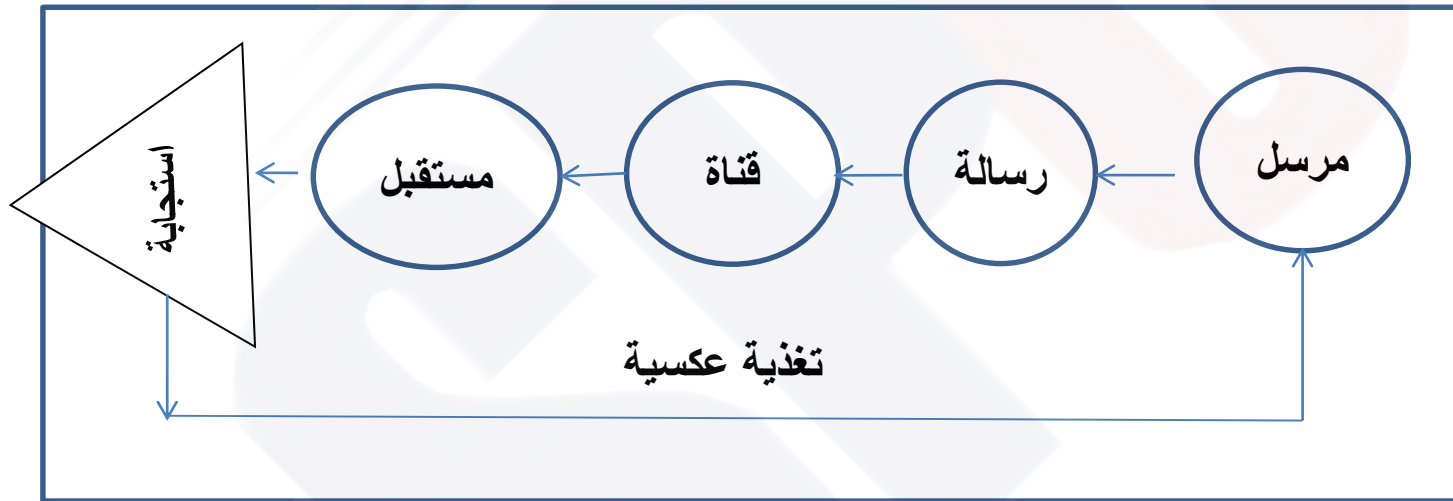 مرسل
رسالة
قناة
مستقبل
استجابة
تغذية عكسية